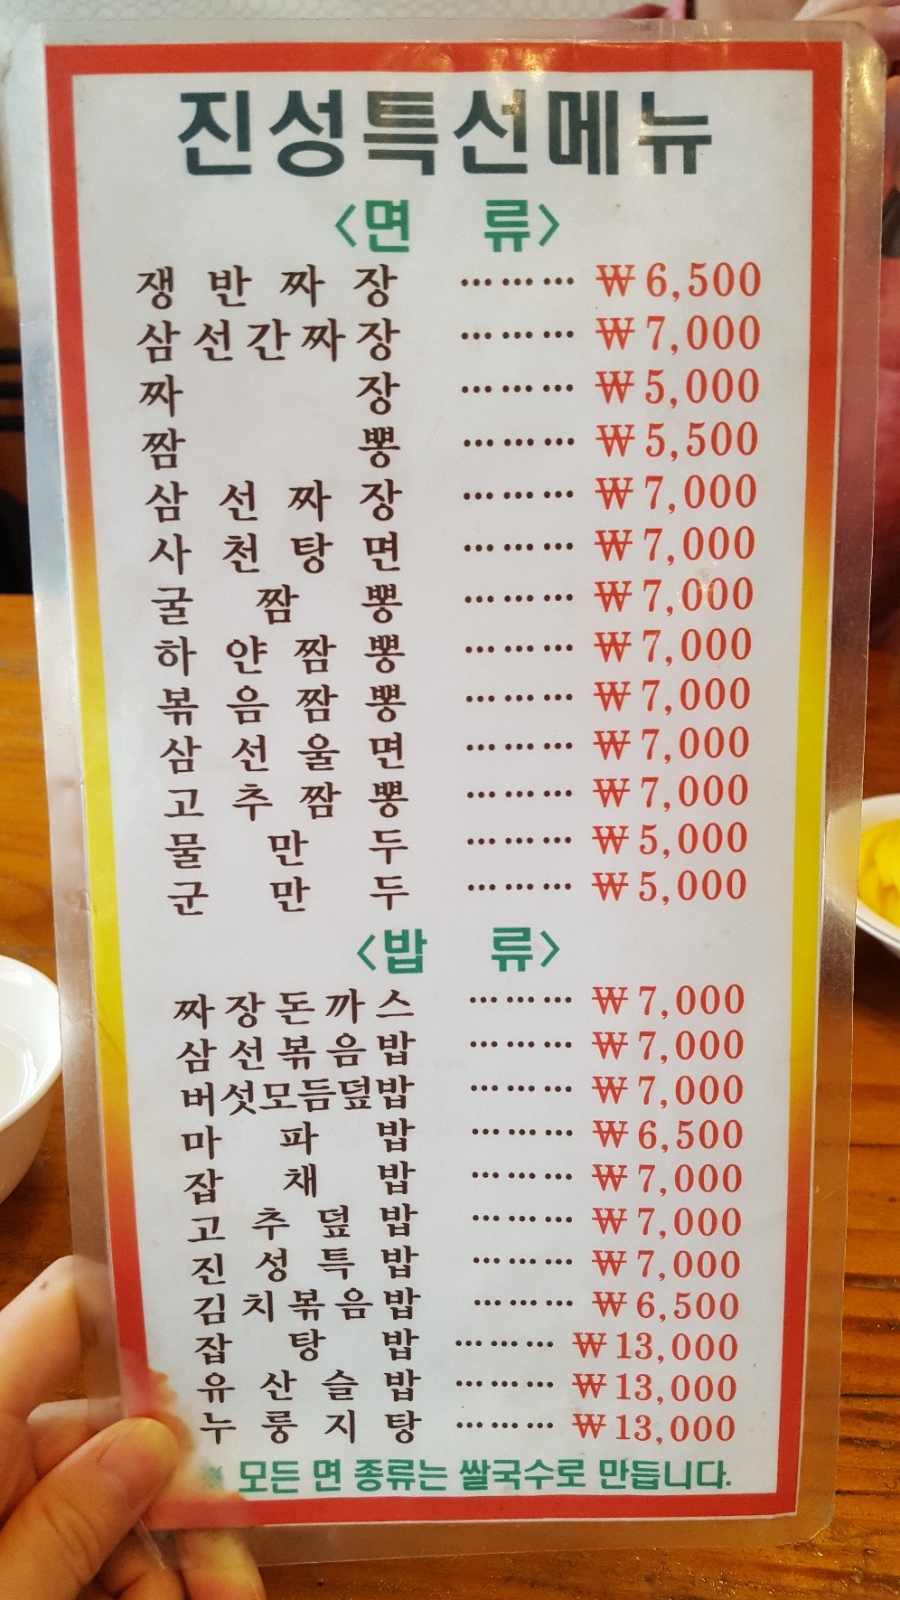 진성특선메뉴
<면 류>
쟁반짜장 ········· ₩6,500
삼선간짜장 ········· ₩7,000
짜장 ········· ₩5,000
짬뽕 ········· ₩5,500
삼선짜장 ········· ₩7,000
사천탕면 ········· ₩7,000
굴짬뽕 ········· ₩7,000
하얀짬뽕 ········· ₩7,000
볶음짬뽕 ········· ₩7,000
삼선울면 ········· ₩7,000
고추짬뽕 ········· ₩7,000
물만두 ········· ₩5,000
군만두 ········· ₩5,000
<밥 류>
짜장돈까스 ········· ₩7,000
삼선볶음밥 ········· ₩7,000
버섯모듬덮밥 ········· ₩7,000
마파밥 ········· ₩6,500
잡채밥 ········· ₩7,000
고추덮밥 ········· ₩7,000
진성특밥 ········· ₩7,000
김치볶음밥 ········· ₩6,500
잡탕밥 ········· ₩13,000
유산슬밥 ········· ₩13,000
누룽지탕 ········· ₩13,000
※ 모든 면 종류는 쌀국수로 만듭니다.